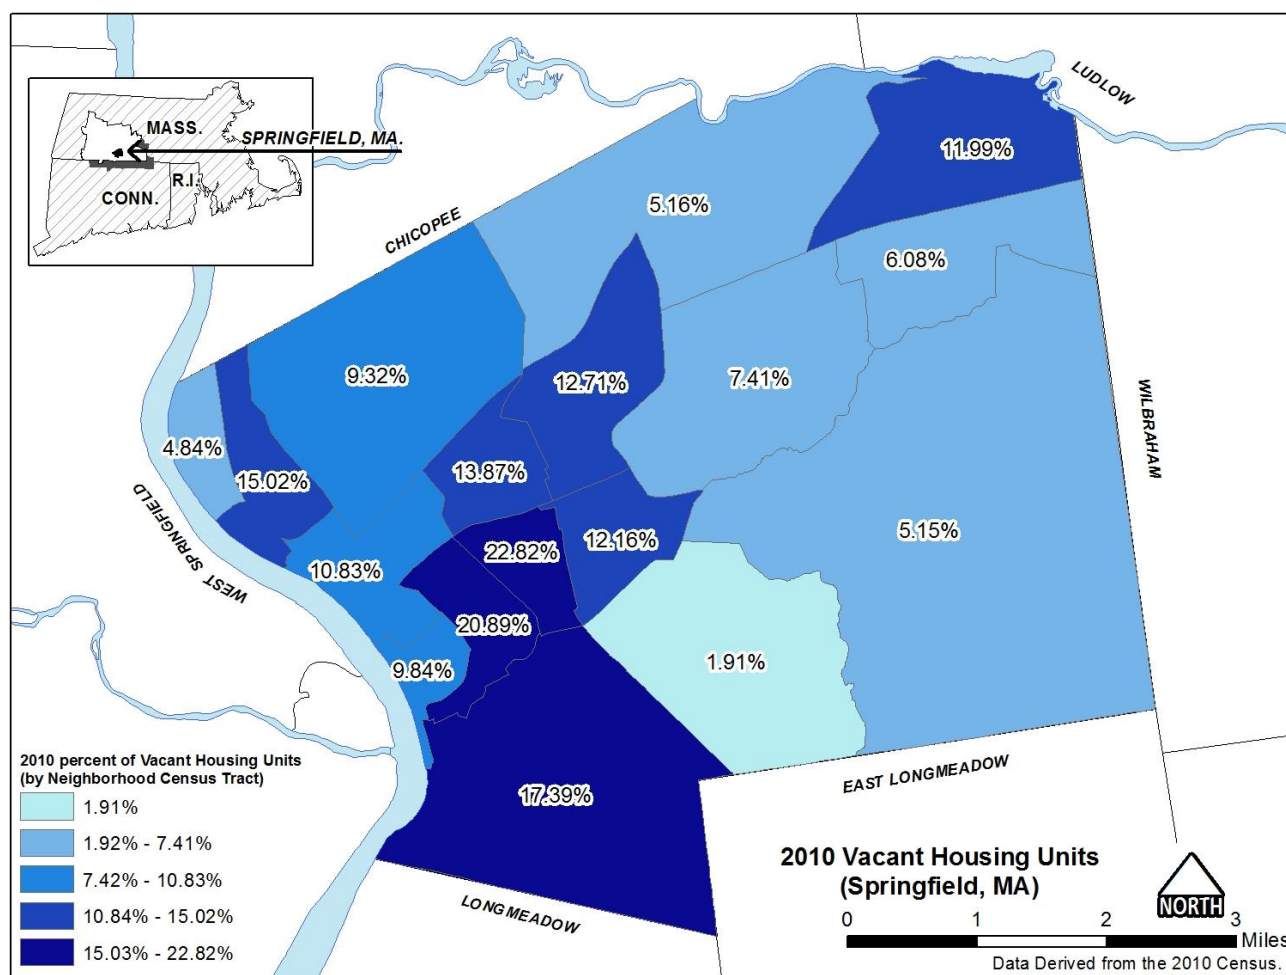 LUDLOW
MASS.
SPRINGFIELD, MA.
R.I.
CONN.
CHICOPEE
11.99%
5.16%
6.08%
9.32%
12.71%
7.41%
WILBRAHAM
4.84%
15.02%
13.87%
WEST SPRINGFIELD
22.82%
12.16%
5.15%
10.83%
20.89%
9.84%
1.91%
17.39%
EAST LONGMEADOW
LONGMEADOW
2010 percent of Vacant Housing Units
(by Neighborhood Census Tract)
1.91%
1.92% - 7.41%
7.42% - 10.83%
10.84% - 15.02%
15.03% - 22.82%
2010 Vacant Housing Units
(Springfield, MA)
NORTH
0 1 2 3
Miles
Data Derived from the 2010 Census.